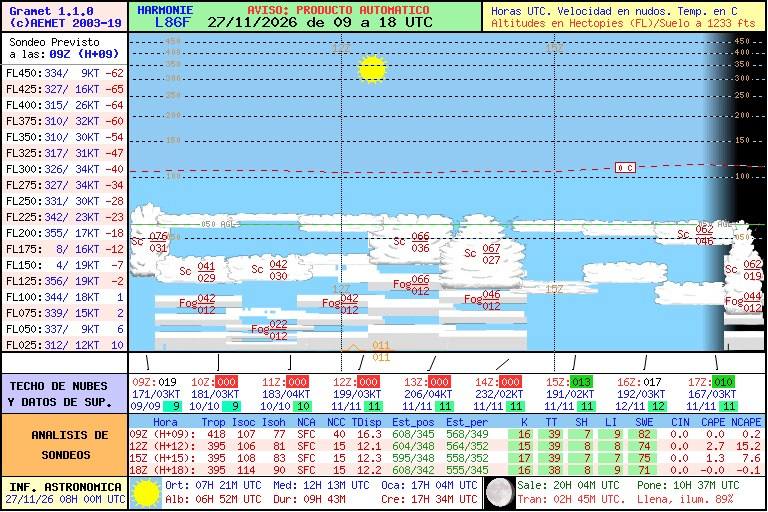 Gramet 1.1.0
(c)AEMET 2003-19
HARMONIE
L86F
AVISO: PRODUCTO AUTOMATICO
27/11/2026 de 09 a 18 UTC
Horas UTC. Velocidad en nudos. Temp. en C
Altitudes en Hectopies (FL)/Suelo a 1233 fts
Sondeo Previsto
a las: 09Z (H+09)
FL450: 334/ 9KT -62
FL425: 327/ 16KT -65
FL400: 315/ 26KT -64
FL375: 310/ 32KT -60
FL350: 310/ 30KT -54
FL325: 317/ 31KT -47
FL300: 326/ 34KT -40
FL275: 327/ 34KT -34
FL250: 331/ 30KT -28
FL225: 342/ 23KT -23
FL200: 355/ 17KT -18
FL175: 8/ 16KT -12
FL150: 4/ 19KT -7
FL125: 356/ 19KT -2
FL100: 344/ 18KT 1
FL075: 339/ 15KT 2
FL050: 337/ 9KT 6
FL025: 312/ 12KT 10
12Z 15Z
450 450
400 400
350 350
300 300
250 250
200 200
150 150
100 100
0 C
050 AGL 050 AGL
050 050
Sc 076
031
Sc 041
029
Sc 042
030
Sc 066
036
Sc 067
027
Sc 062
046
Sc 062
019
Fog 042
012
Fog 022
012
Fog 042
012
Fog 066
012
Fog 046
012
Fog 044
012
12Z 15Z
011
011
TECHO DE NUBES
Y DATOS DE SUP.
09Z: 019 10Z: 000 11Z: 000 12Z: 000 13Z: 000 14Z: 000 15Z: 013 16Z: 017 17Z: 010
171/03KT 181/03KT 183/04KT 199/03KT 206/04KT 232/02KT 191/02KT 192/03KT 167/03KT
09/09 9 10/10 9 10/10 10 11/11 11 11/11 11 11/11 11 11/11 11 12/12 12 11/11 11
ANALISIS DE
SONDEOS
Hora Trop Isoc Isoh NCA NCC TDisp Est_pos Est_per K TT SH LI SWE CIN CAPE NCAPE
09Z (H+09): 418 107 77 SFC 40 16.3 608/345 568/349 16 39 7 9 82 0.0 0.0 0.2
12Z (H+12): 395 106 81 SFC 15 12.1 594/348 564/350 15 39 8 8 74 0.0 2.7 15.2
15Z (H+15): 395 108 83 SFC 15 12.2 595/348 558/352 17 39 7 8 75 0.0 1.3 7.6
18Z (H+18): 395 114 90 SFC 15 12.2 608/342 555/345 16 38 8 9 71 0.0 -0.0 -0.1
INF. ASTRONOMICA
27/11/26 08H 00M UTC
Ort: 07H 21M UTC Med: 12H 13M UTC Oca: 17H 04M UTC
Alb: 06H 52M UTC Dur: 09H 43M Cre: 17H 34M UTC
Sale: 20H 04M UTC Pone: 10H 37M UTC
Tran: 02H 45M UTC. Llena, ilum. 89%